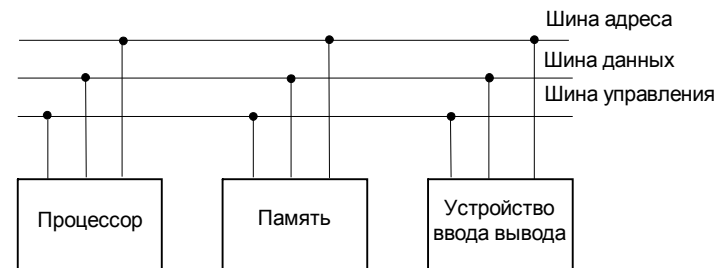 Шина адреса
Шина данных
Шина управления
Процессор
Память
Устройство
ввода вывода